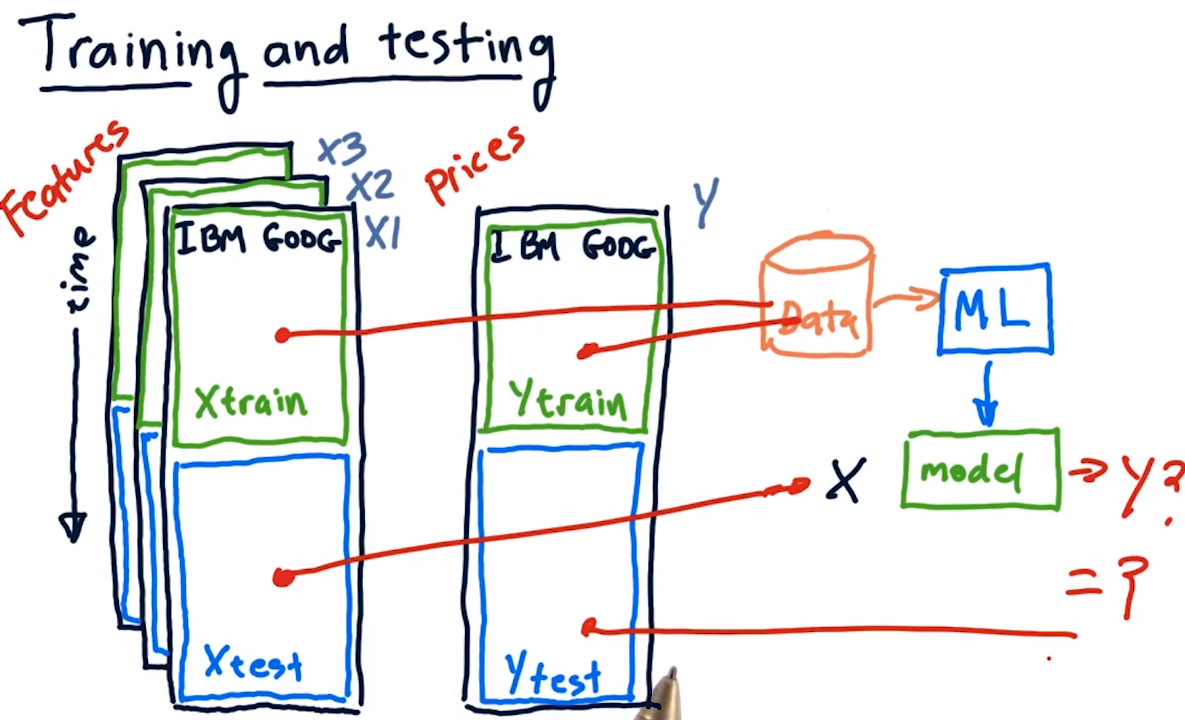 Training and testing
Features
X3
X2
X1
Prices
Y
time
IBM GOOG
IBM GOOG
Data
ML
Xtrain
Ytrain
X
model
Y?
= ?
Xtest
Ytest